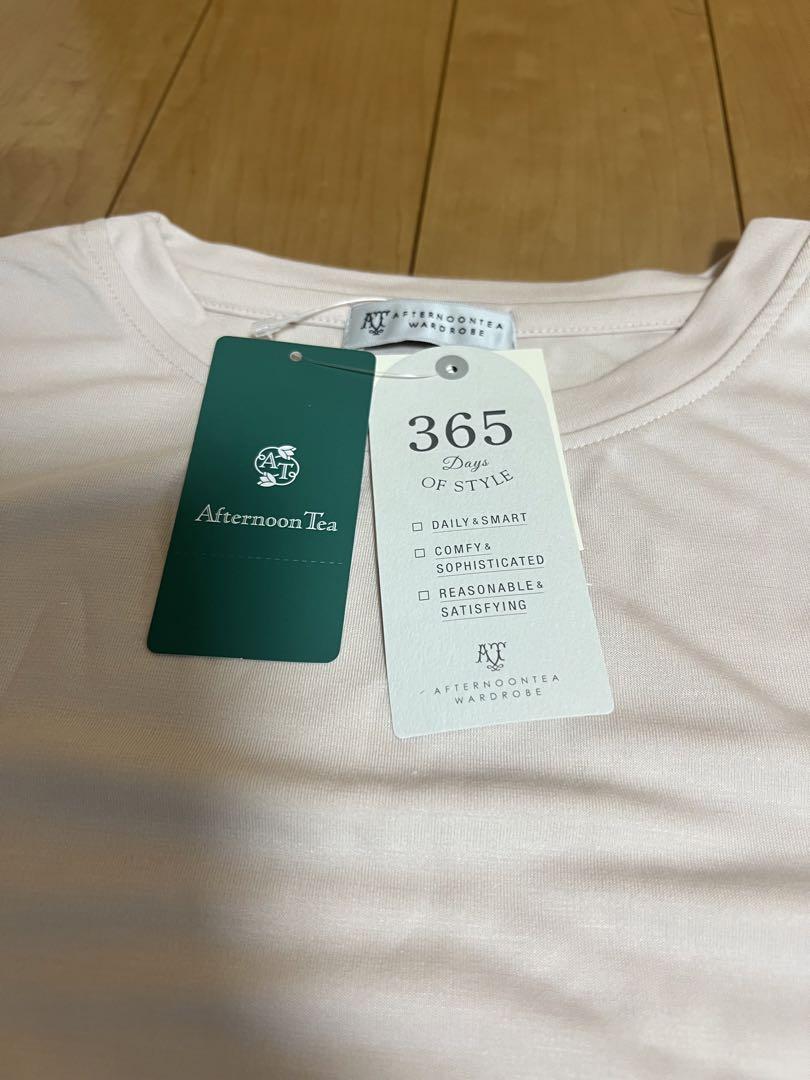 AT AFTERNOONTEA
WARDROBE
AT
Afternoon Tea
365
Days
OF STYLE
DAILY & SMART
COMFY &
SOPHISTICATED
REASONABLE &
SATISFYING
AT
AFTERNOONTEA
WARDROBE